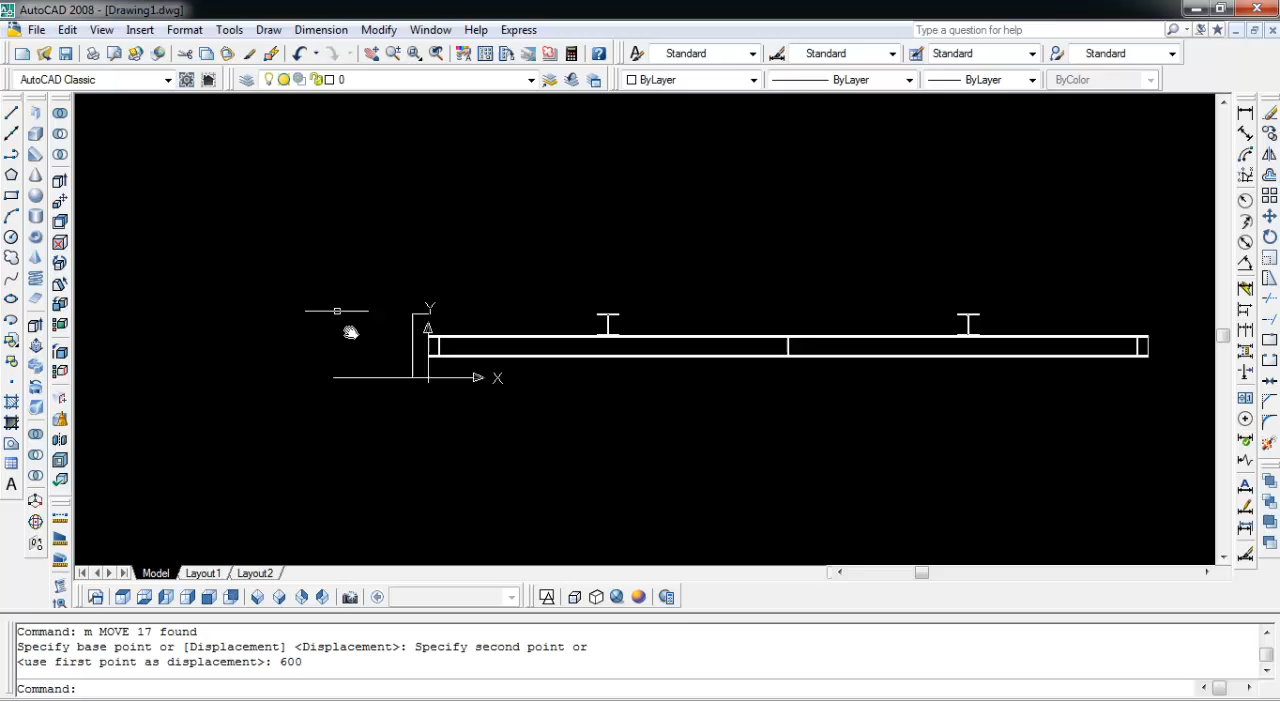 AutoCAD 2008 - [Drawing1.dwg]
File Edit View Insert Format Tools Draw Dimension Modify Window Help Express
Type a question for help
Standard Standard Standard Standard
AutoCAD Classic 0 ByLayer ByLayer ByLayer ByColor
Y
X
A
Model Layout1 Layout2
Command: m MOVE 17 found
Specify base point or [Displacement] <Displacement>: Specify second point or
<use first point as displacement>: 600
Command: